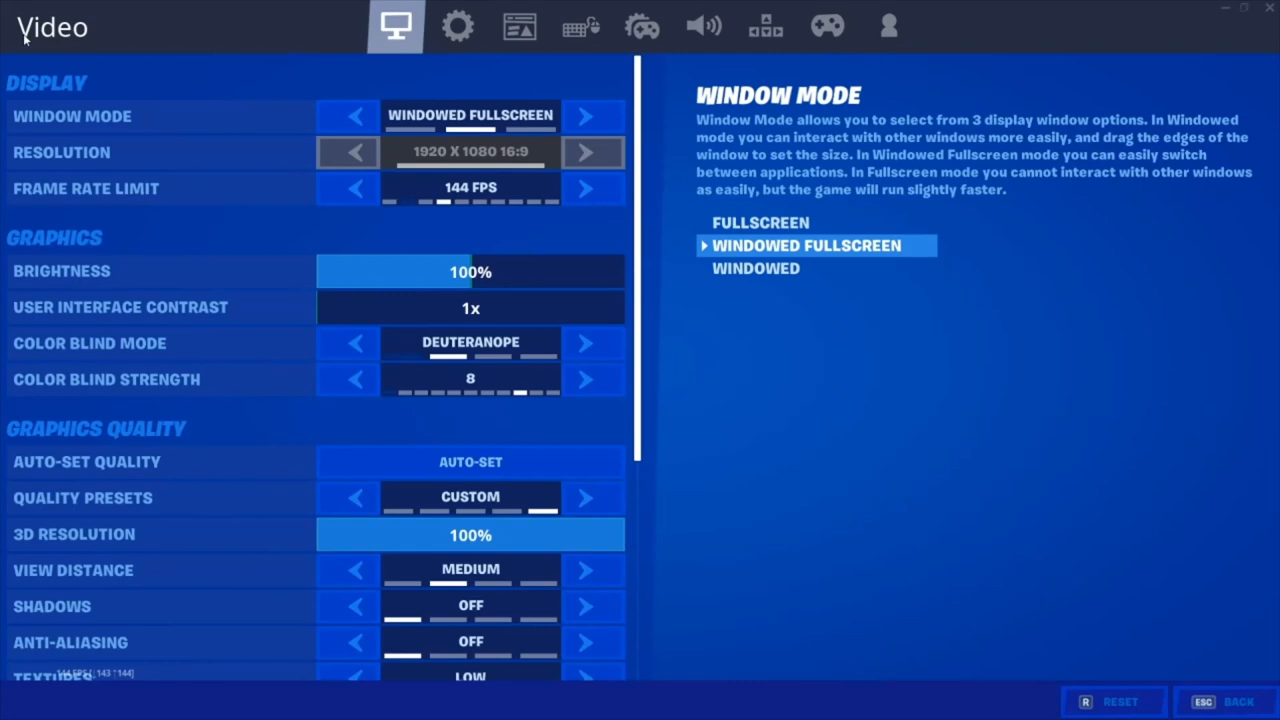 Video
DISPLAY
WINDOW MODE
WINDOWED FULLSCREEN
RESOLUTION
1920 X 1080 16:9
FRAME RATE LIMIT
144 FPS
GRAPHICS
BRIGHTNESS
100%
USER INTERFACE CONTRAST
1x
COLOR BLIND MODE
DEUTERANOPE
COLOR BLIND STRENGTH
8
GRAPHICS QUALITY
AUTO-SET QUALITY
AUTO-SET
QUALITY PRESETS
CUSTOM
3D RESOLUTION
100%
VIEW DISTANCE
MEDIUM
SHADOWS
OFF
ANTI-ALIASING
OFF
TEXTURES
LOW
WINDOW MODE
Window Mode allows you to select from 3 display window options. In Windowed
mode you can interact with other windows more easily, and drag the edges of the
window to set the size. In Windowed Fullscreen mode you can easily switch
between applications. In Fullscreen mode you cannot interact with other windows
as easily, but the game will run slightly faster.
FULLSCREEN
WINDOWED FULLSCREEN
WINDOWED
R RESET
ESC BACK